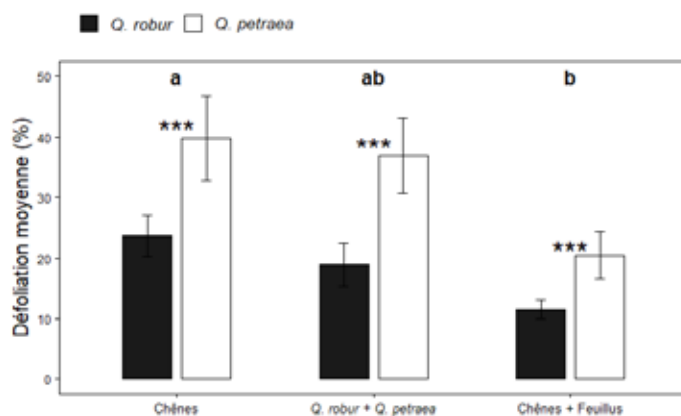 Q. robur Q. petraea
50 a ab b
***
***
40
30
***
20
10
0
Défoliation moyenne (%)
Chênes Q. robur + Q. petraea Chênes + Feuillus